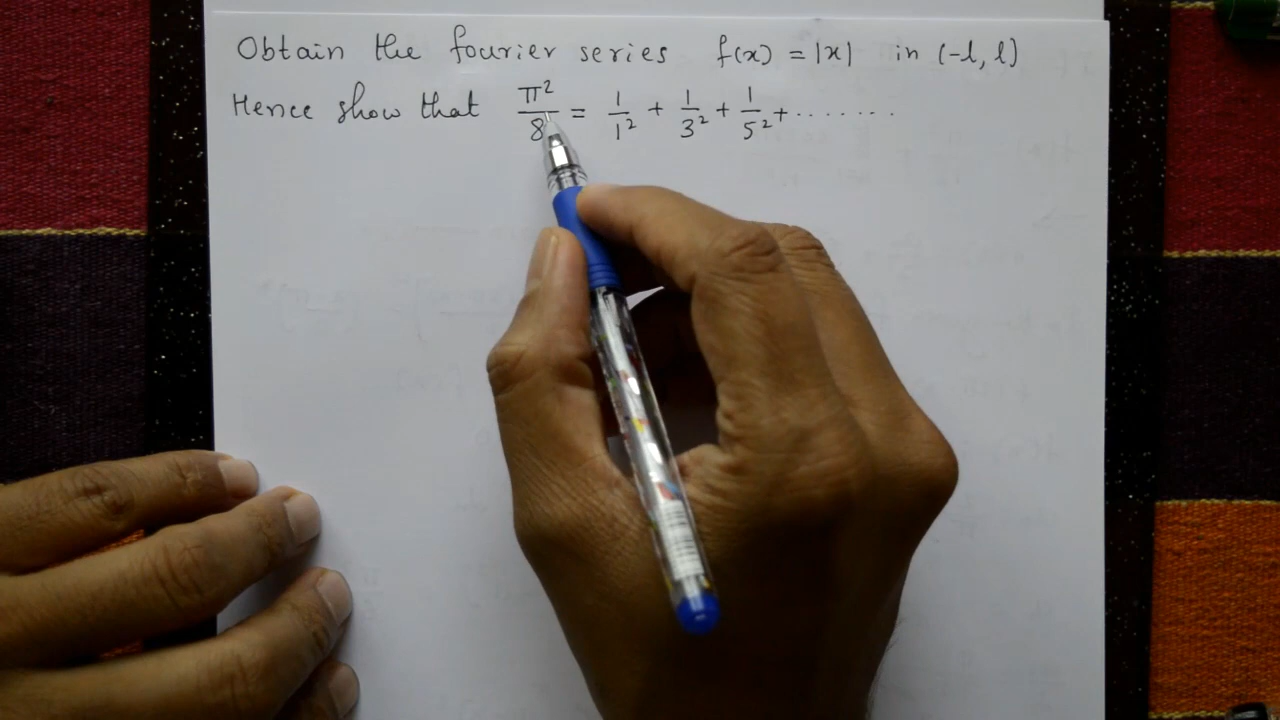 Obtain the fourier series f(x) = |x| in (-l, l)
Hence show that π²/8 = 1/1² + 1/3² + 1/5² + .......